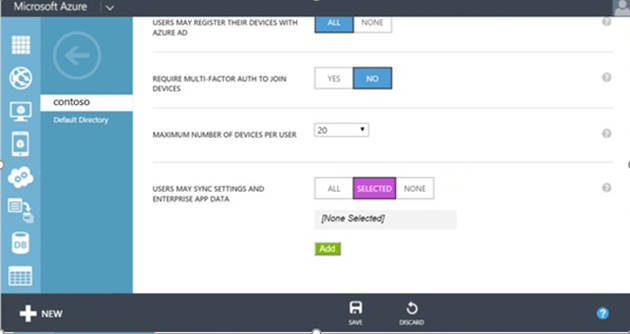 Microsoft Azure
USERS MAY REGISTER THEIR DEVICES WITH
AZURE AD
ALL NONE
contoso
Default Directory
REQUIRE MULTI-FACTOR AUTH TO JOIN
DEVICES
YES NO
MAXIMUM NUMBER OF DEVICES PER USER
20
USERS MAY SYNC SETTINGS AND
ENTERPRISE APP DATA
ALL SELECTED NONE
[None Selected]
Add
DB
NEW
SAVE
DISCARD
?